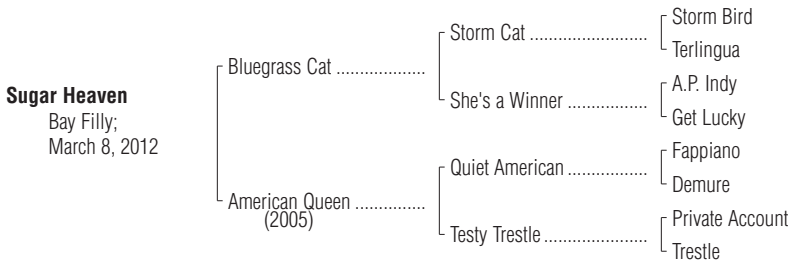 Sugar Heaven
Bay Filly;
March 8, 2012
Bluegrass Cat ...................
American Queen ...............
(2005)
Storm Cat ..........................
She's a Winner ..................
Quiet American ..................
Testy Trestle .......................
Storm Bird
Terlingua
A.P. Indy
Get Lucky
Fappiano
Demure
Private Account
Trestle